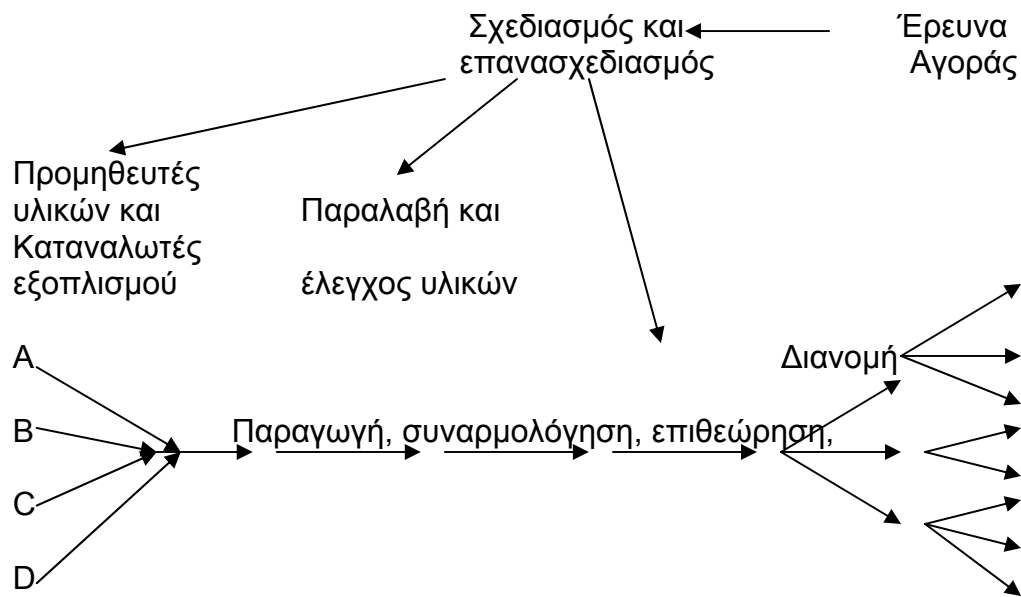 Σχεδιασμός και
επανασχεδιασμός
Έρευνα
Αγοράς
Προμηθευτές
υλικών και
Καταναλωτές
εξοπλισμού
Παραλαβή και
έλεγχος υλικών
A
B
C
D
Παραγωγή, συναρμολόγηση, επιθεώρηση,
Διανομή